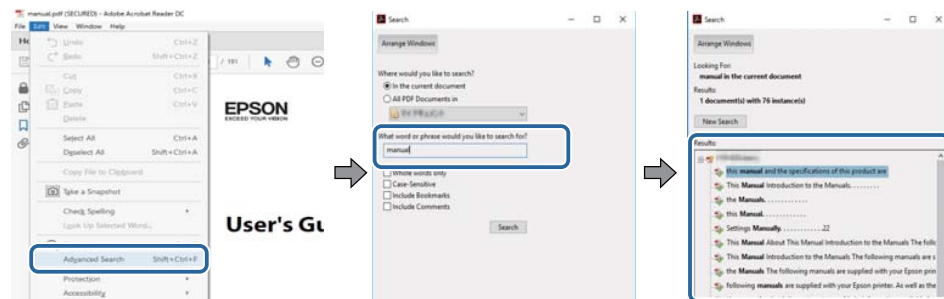 manual.pdf (SECURED) - Adobe Acrobat Reader DC
File Edit View Window Help
Undo Ctrl+Z
Redo Shift+Ctrl+Z
Cut Ctrl+X
Copy Ctrl+C
Paste Ctrl+V
Delete
Select All Ctrl+A
Deselect All Shift+Ctrl+A
Copy File to Clipboard
Take a Snapshot
Check Spelling
Look Up Selected Word...
Advanced Search Shift+Ctrl+F
Protection
Accessibility
/ 191
EPSON
EXCEED YOUR VISION
User's Gu
Search
Arrange Windows
Where would you like to search?
In the current document
All PDF Documents in
What word or phrase would you like to search for?
manual
Whole words only
Case-Sensitive
Include Bookmarks
Include Comments
Search
Search
Arrange Windows
Looking For:
manual in the current document
Results:
1 document(s) with 76 instance(s)
New Search
Results:
this manual and the specifications of this product are
This Manual Introduction to the Manuals. . . . . . . . .
the Manuals. . . . . . . . . . . . .
this Manual. . . . . . . . . . . . .
Settings Manually. . . . . . . . . . .22
This Manual About This Manual Introduction to the Manuals The follc
This Manual Introduction to the Manuals The following manuals are s
the Manuals The following manuals are supplied with your Epson prin
following manuals are supplied with your Epson printer. As well as the